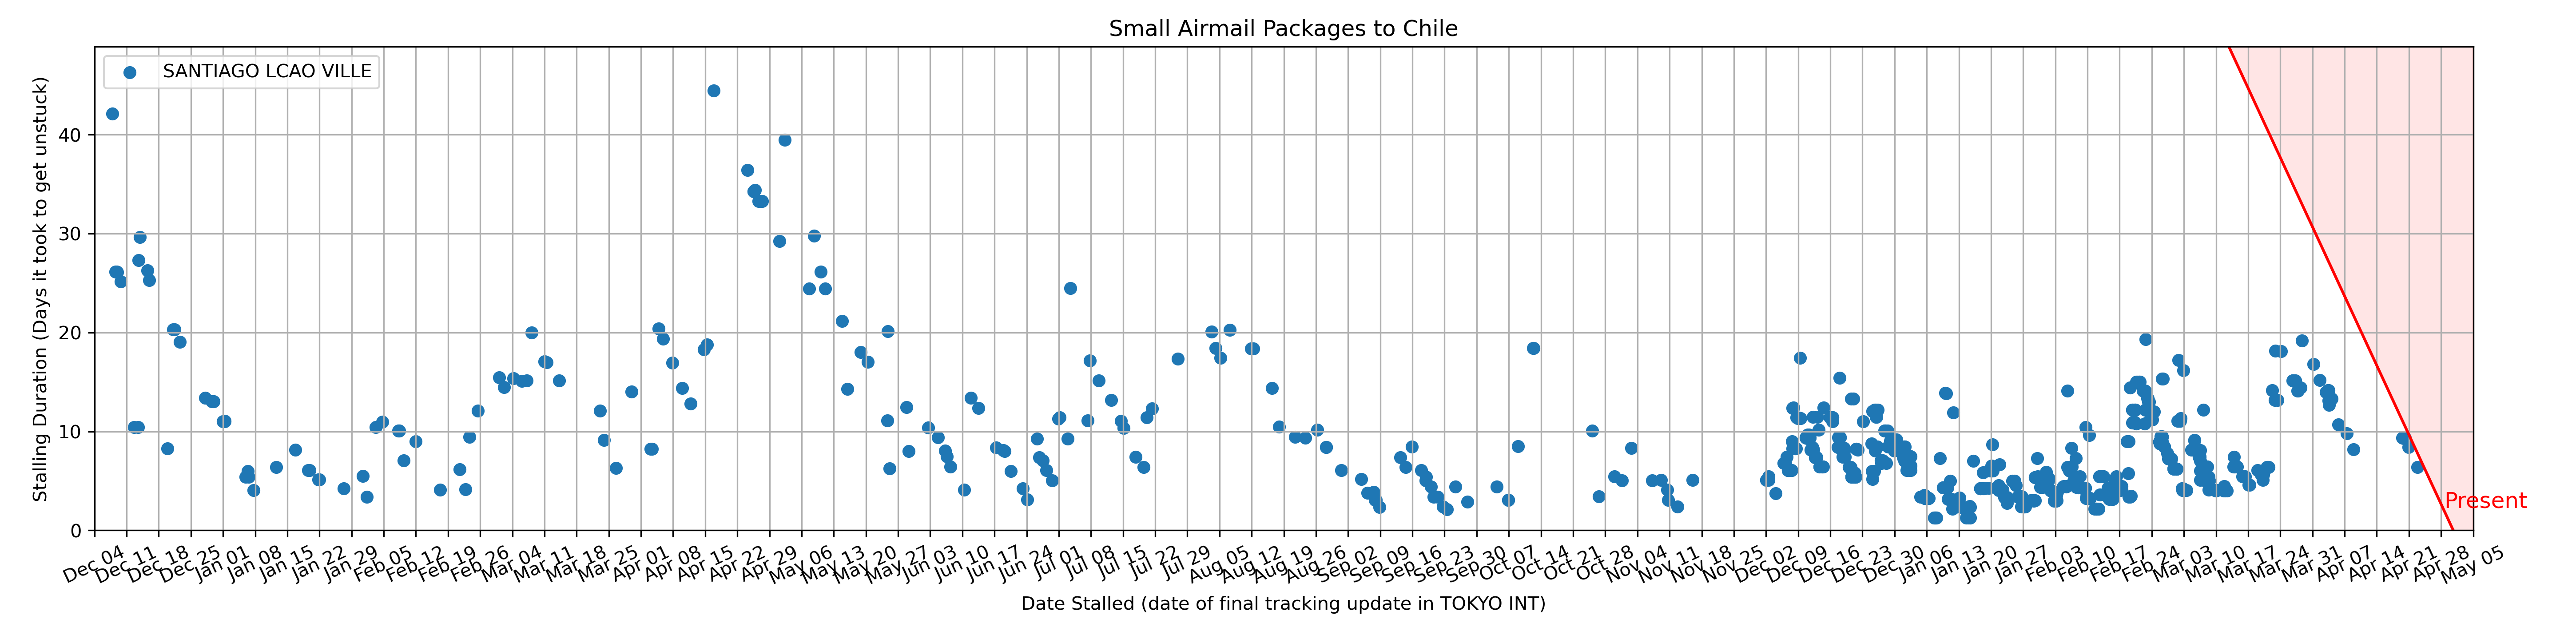 Small Airmail Packages to Chile
SANTIAGO LCAO VILLE
Stalling Duration (Days it took to get unstuck)
40
30
20
10
0
Present
Dec 04
Dec 11
Dec 18
Dec 25
Jan 01
Jan 08
Jan 15
Jan 22
Jan 29
Feb 05
Feb 12
Feb 19
Feb 26
Mar 04
Mar 11
Mar 18
Mar 25
Apr 01
Apr 08
Apr 15
Apr 22
Apr 29
May 06
May 13
May 20
May 27
Jun 03
Jun 10
Jun 17
Jun 24
Jul 01
Jul 08
Jul 15
Jul 22
Jul 29
Aug 05
Aug 12
Aug 19
Aug 26
Sep 02
Sep 09
Sep 16
Sep 23
Sep 30
Oct 07
Oct 14
Oct 21
Oct 28
Nov 04
Nov 11
Nov 18
Nov 25
Dec 02
Dec 09
Dec 16
Dec 23
Dec 30
Jan 06
Jan 13
Jan 20
Jan 27
Feb 03
Feb 10
Feb 17
Feb 24
Mar 03
Mar 10
Mar 17
Mar 24
Mar 31
Apr 07
Apr 14
Apr 21
Apr 28
May 05
Date Stalled (date of final tracking update in TOKYO INT)